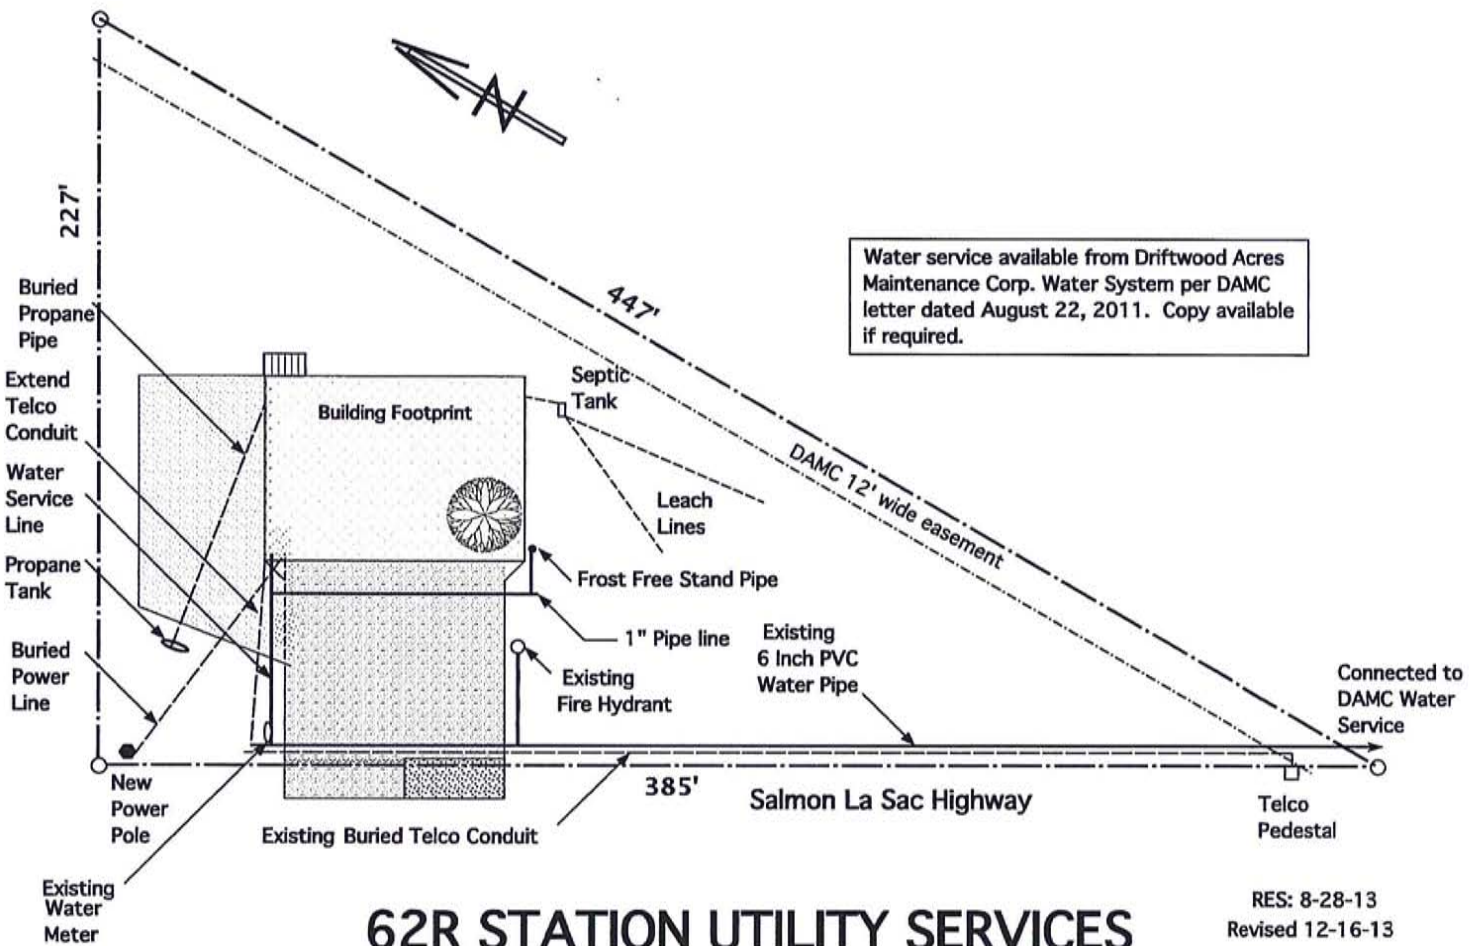 N
227'
447'
Water service available from Driftwood Acres
Maintenance Corp. Water System per DAMC
letter dated August 22, 2011.  Copy available
if required.
Buried
Propane
Pipe
Extend
Telco
Conduit
Water
Service
Line
Propane
Tank
Buried
Power
Line
Building Footprint
Septic
Tank
Leach
Lines
DAMC 12' wide easement
Frost Free Stand Pipe
1" Pipe line
Existing
Fire Hydrant
Existing
6 Inch PVC
Water Pipe
Connected to
DAMC Water
Service
New
Power
Pole
385'
Salmon La Sac Highway
Telco
Pedestal
Existing Buried Telco Conduit
Existing
Water
Meter
62R STATION UTILITY SERVICES
RES: 8-28-13
Revised 12-16-13